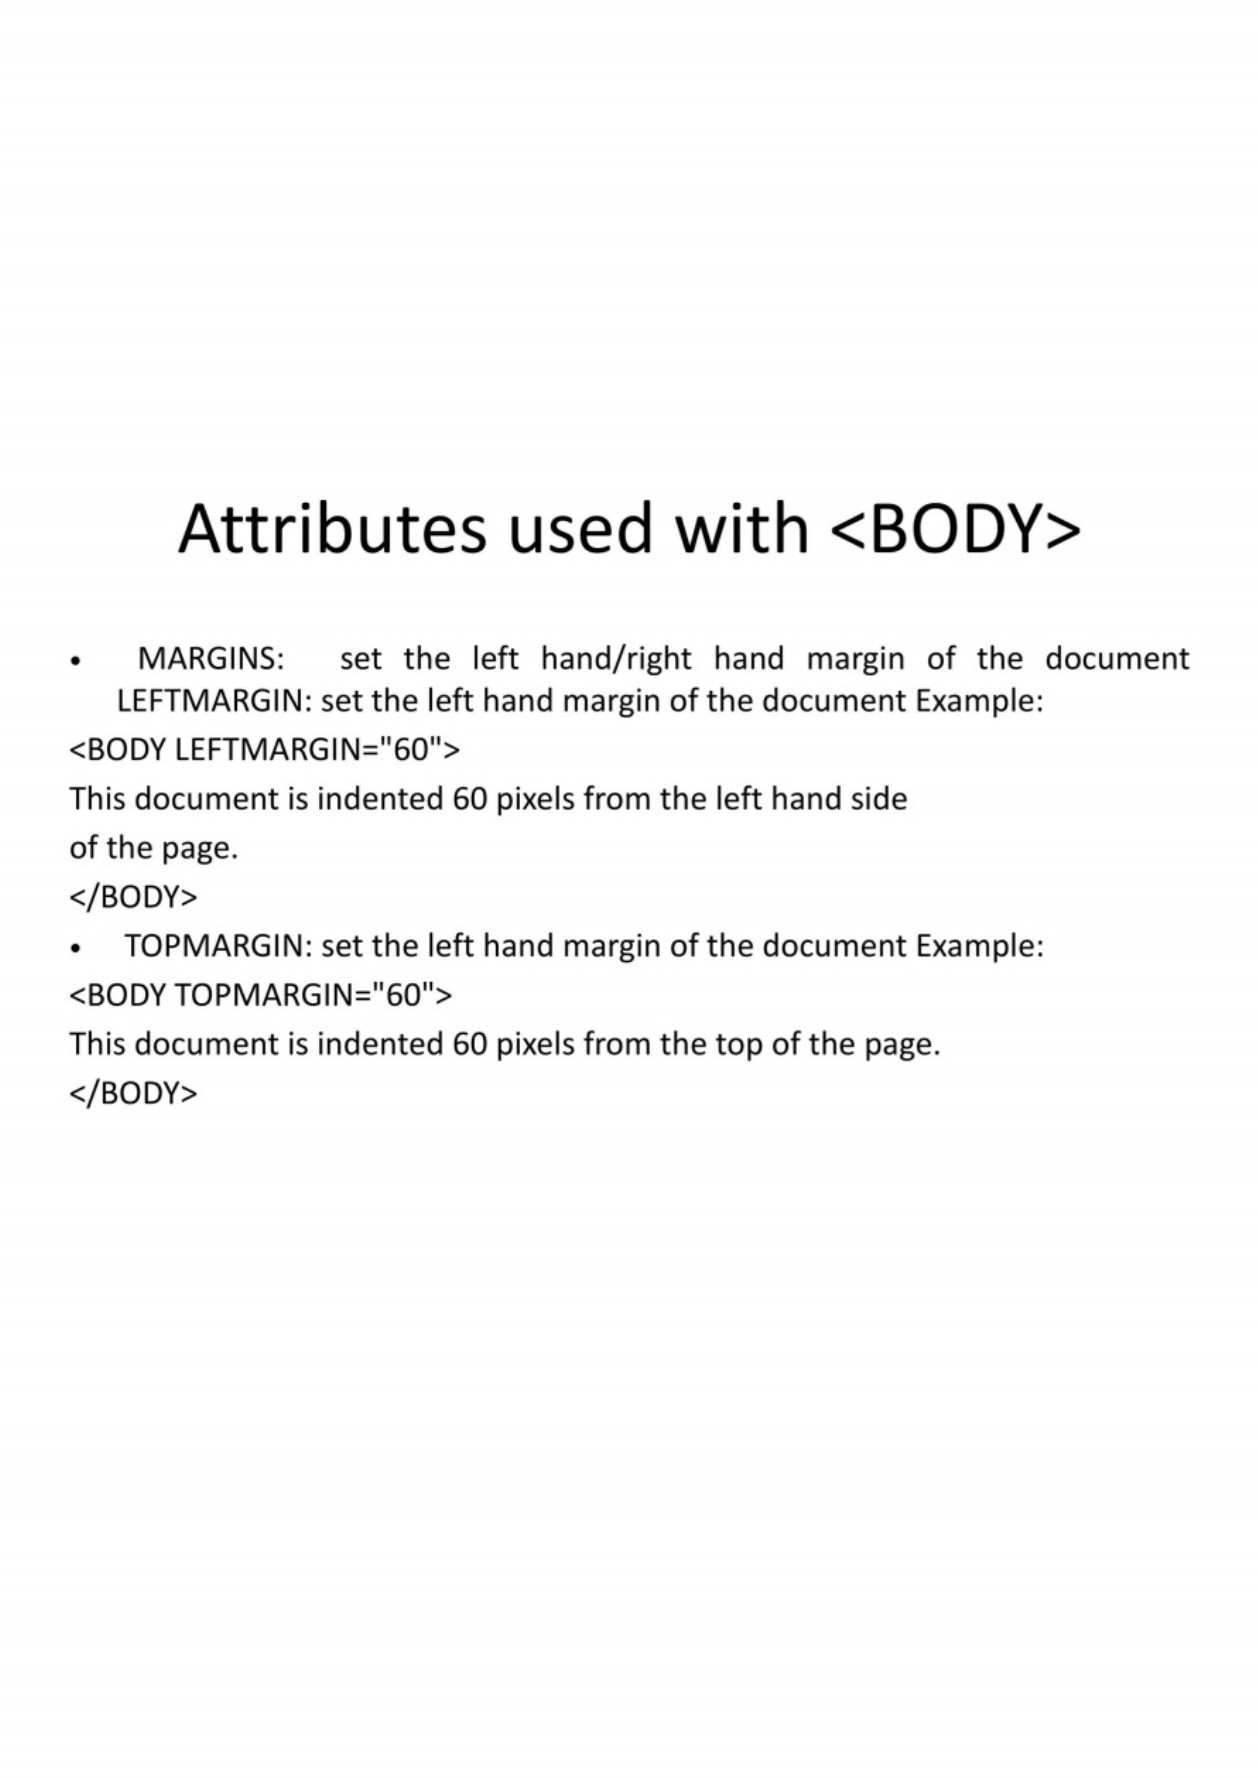 Attributes used with <BODY>
• MARGINS: set the left hand/right hand margin of the document
LEFTMARGIN: set the left hand margin of the document Example:
<BODY LEFTMARGIN="60">
This document is indented 60 pixels from the left hand side
of the page.
</BODY>
• TOPMARGIN: set the left hand margin of the document Example:
<BODY TOPMARGIN="60">
This document is indented 60 pixels from the top of the page.
</BODY>